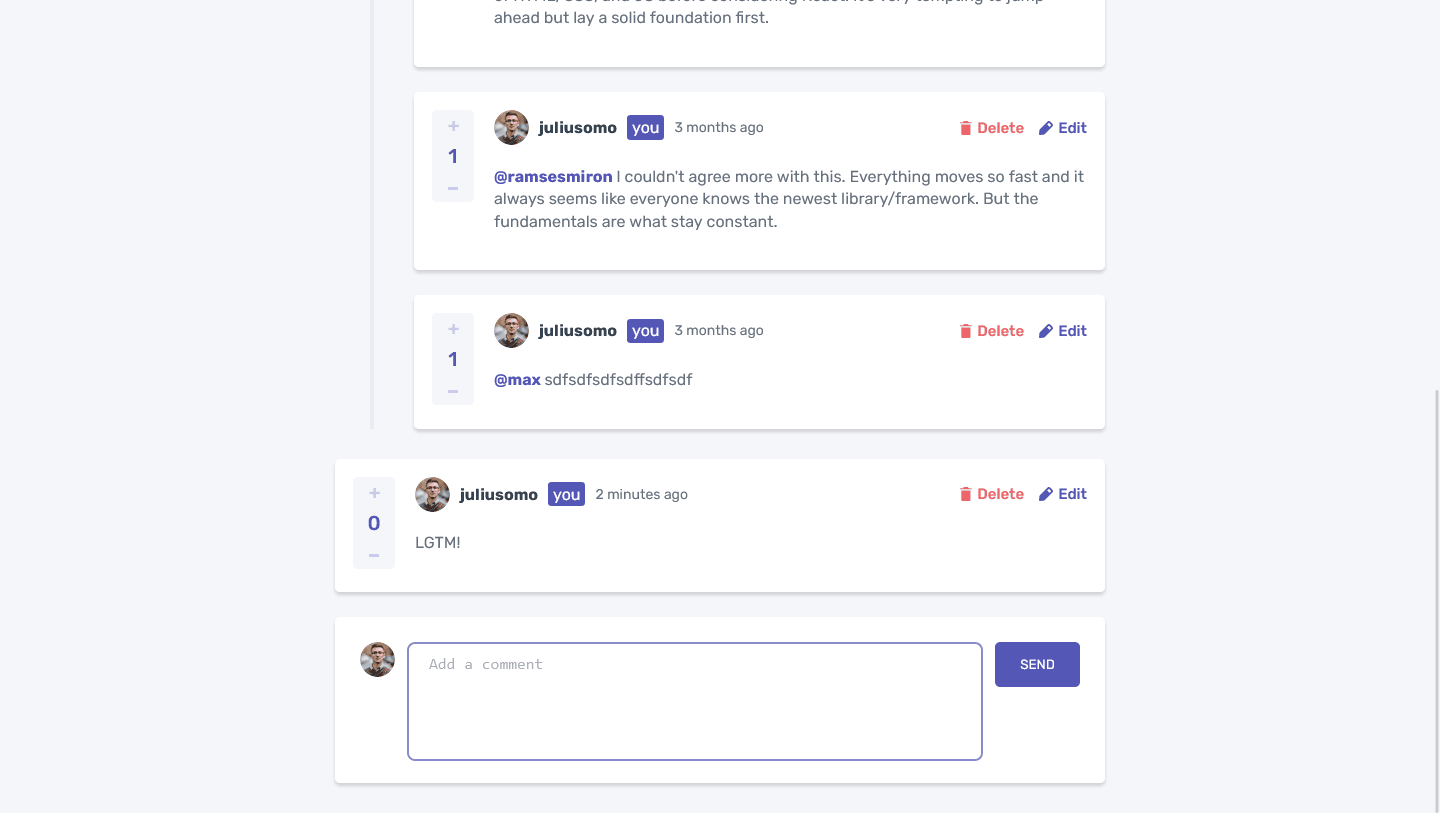 ahead but lay a solid foundation first.
+
1
–
juliusomo you 3 months ago
Delete Edit
@ramsesmiron I couldn't agree more with this. Everything moves so fast and it
always seems like everyone knows the newest library/framework. But the
fundamentals are what stay constant.
+
1
–
juliusomo you 3 months ago
Delete Edit
@max sdfsdfsdfsdffsdfsdf
+
0
–
juliusomo you 2 minutes ago
Delete Edit
LGTM!
Add a comment
SEND